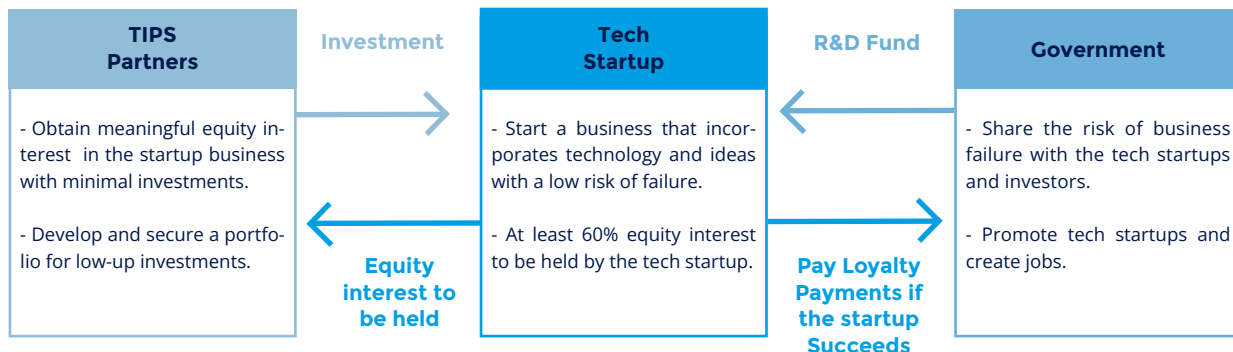 TIPS
Partners
- Obtain meaningful equity in-
terest in the startup business
with minimal investments.
- Develop and secure a portfo-
lio for low-up investments.
Investment
Equity
interest to
be held
Tech
Startup
- Start a business that incor-
porates technology and ideas
with a low risk of failure.
- At least 60% equity interest
to be held by the tech startup.
R&D Fund
Pay Loyalty
Payments if
the startup
Succeeds
Government
- Share the risk of business
failure with the tech startups
and investors.
- Promote tech startups and
create jobs.